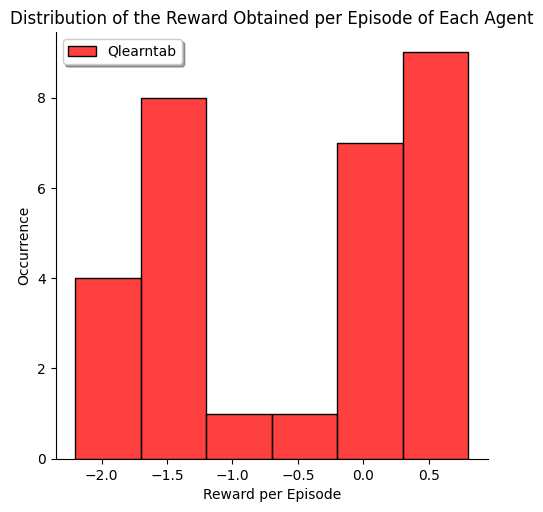 Distribution of the Reward Obtained per Episode of Each Agent
Qlearntab
8
6
4
2
0
Occurrence
−2.0 −1.5 −1.0 −0.5 0.0 0.5
Reward per Episode